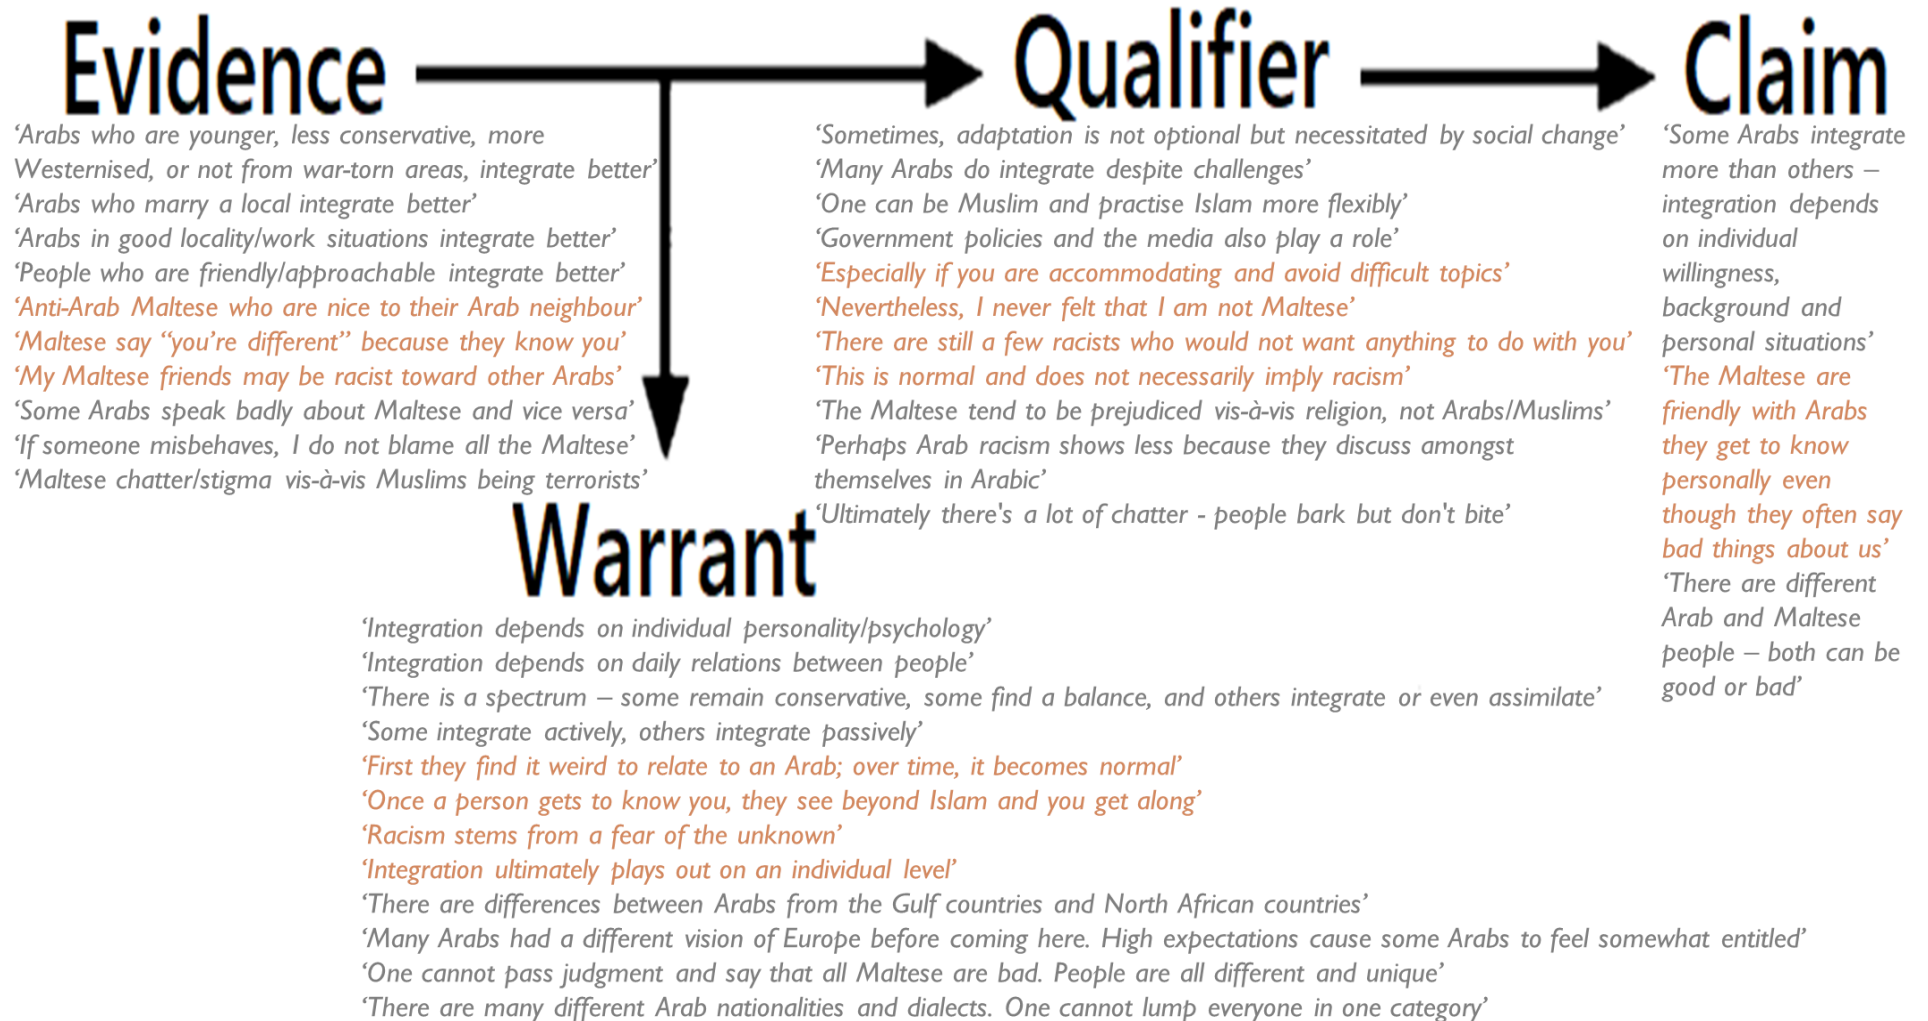 Evidence
‘Arabs who are younger, less conservative, more
Westernised, or not from war-torn areas, integrate better’
‘Arabs who marry a local integrate better’
‘Arabs in good locality/work situations integrate better’
‘People who are friendly/approachable integrate better’
‘Anti-Arab Maltese who are nice to their Arab neighbour’
‘Maltese say “you’re different” because they know you’
‘My Maltese friends may be racist toward other Arabs’
‘Some Arabs speak badly about Maltese and vice versa’
‘If someone misbehaves, I do not blame all the Maltese’
‘Maltese chatter/stigma vis-à-vis Muslims being terrorists’
Qualifier
‘Sometimes, adaptation is not optional but necessitated by social change’
‘Many Arabs do integrate despite challenges’
‘One can be Muslim and practise Islam more flexibly’
‘Government policies and the media also play a role’
‘Especially if you are accommodating and avoid difficult topics’
‘Nevertheless, I never felt that I am not Maltese’
‘There are still a few racists who would not want anything to do with you’
‘This is normal and does not necessarily imply racism’
‘The Maltese tend to be prejudiced vis-à-vis religion, not Arabs/Muslims’
‘Perhaps Arab racism shows less because they discuss amongst
themselves in Arabic’
‘Ultimately there's a lot of chatter - people bark but don't bite’
Claim
‘Some Arabs integrate
more than others –
integration depends
on individual
willingness,
background and
personal situations’
‘The Maltese are
friendly with Arabs
they get to know
personally even
though they often say
bad things about us’
‘There are different
Arab and Maltese
people – both can be
good or bad’
Warrant
‘Integration depends on individual personality/psychology’
‘Integration depends on daily relations between people’
‘There is a spectrum – some remain conservative, some find a balance, and others integrate or even assimilate’
‘Some integrate actively, others integrate passively’
‘First they find it weird to relate to an Arab; over time, it becomes normal’
‘Once a person gets to know you, they see beyond Islam and you get along’
‘Racism stems from a fear of the unknown’
‘Integration ultimately plays out on an individual level’
‘There are differences between Arabs from the Gulf countries and North African countries’
‘Many Arabs had a different vision of Europe before coming here. High expectations cause some Arabs to feel somewhat entitled’
‘One cannot pass judgment and say that all Maltese are bad. People are all different and unique’
‘There are many different Arab nationalities and dialects. One cannot lump everyone in one category’